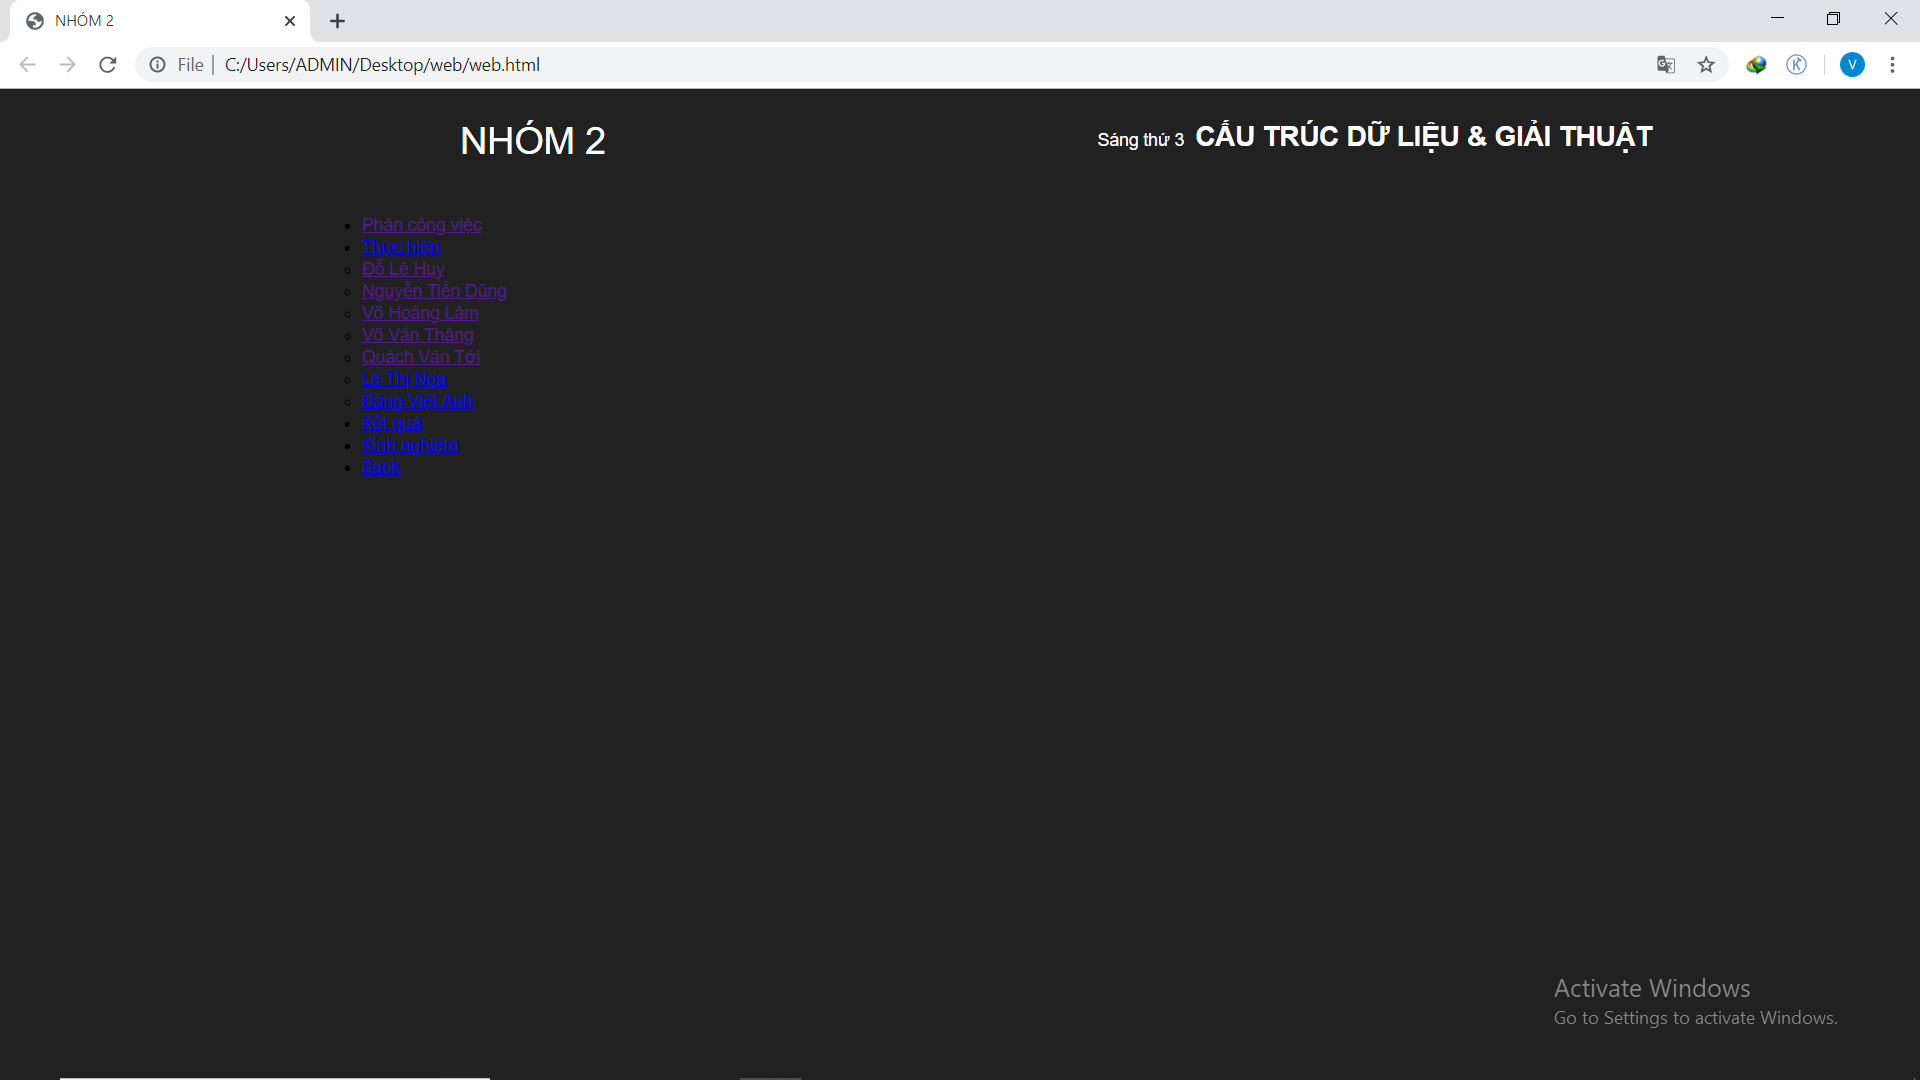 NHÓM 2
File
C:/Users/ADMIN/Desktop/web/web.html
V
NHÓM 2
Sáng thứ 3 CẤU TRÚC DỮ LIỆU & GIẢI THUẬT
Phân công việc
Thực hiện
Đỗ Lê Huy
Nguyễn Tiến Dũng
Võ Hoàng Lâm
Võ Văn Thắng
Quách Văn Tới
Lê Thị Nga
Đặng Việt Anh
Kết quả
Kinh nghiệm
Back
Activate Windows
Go to Settings to activate Windows.